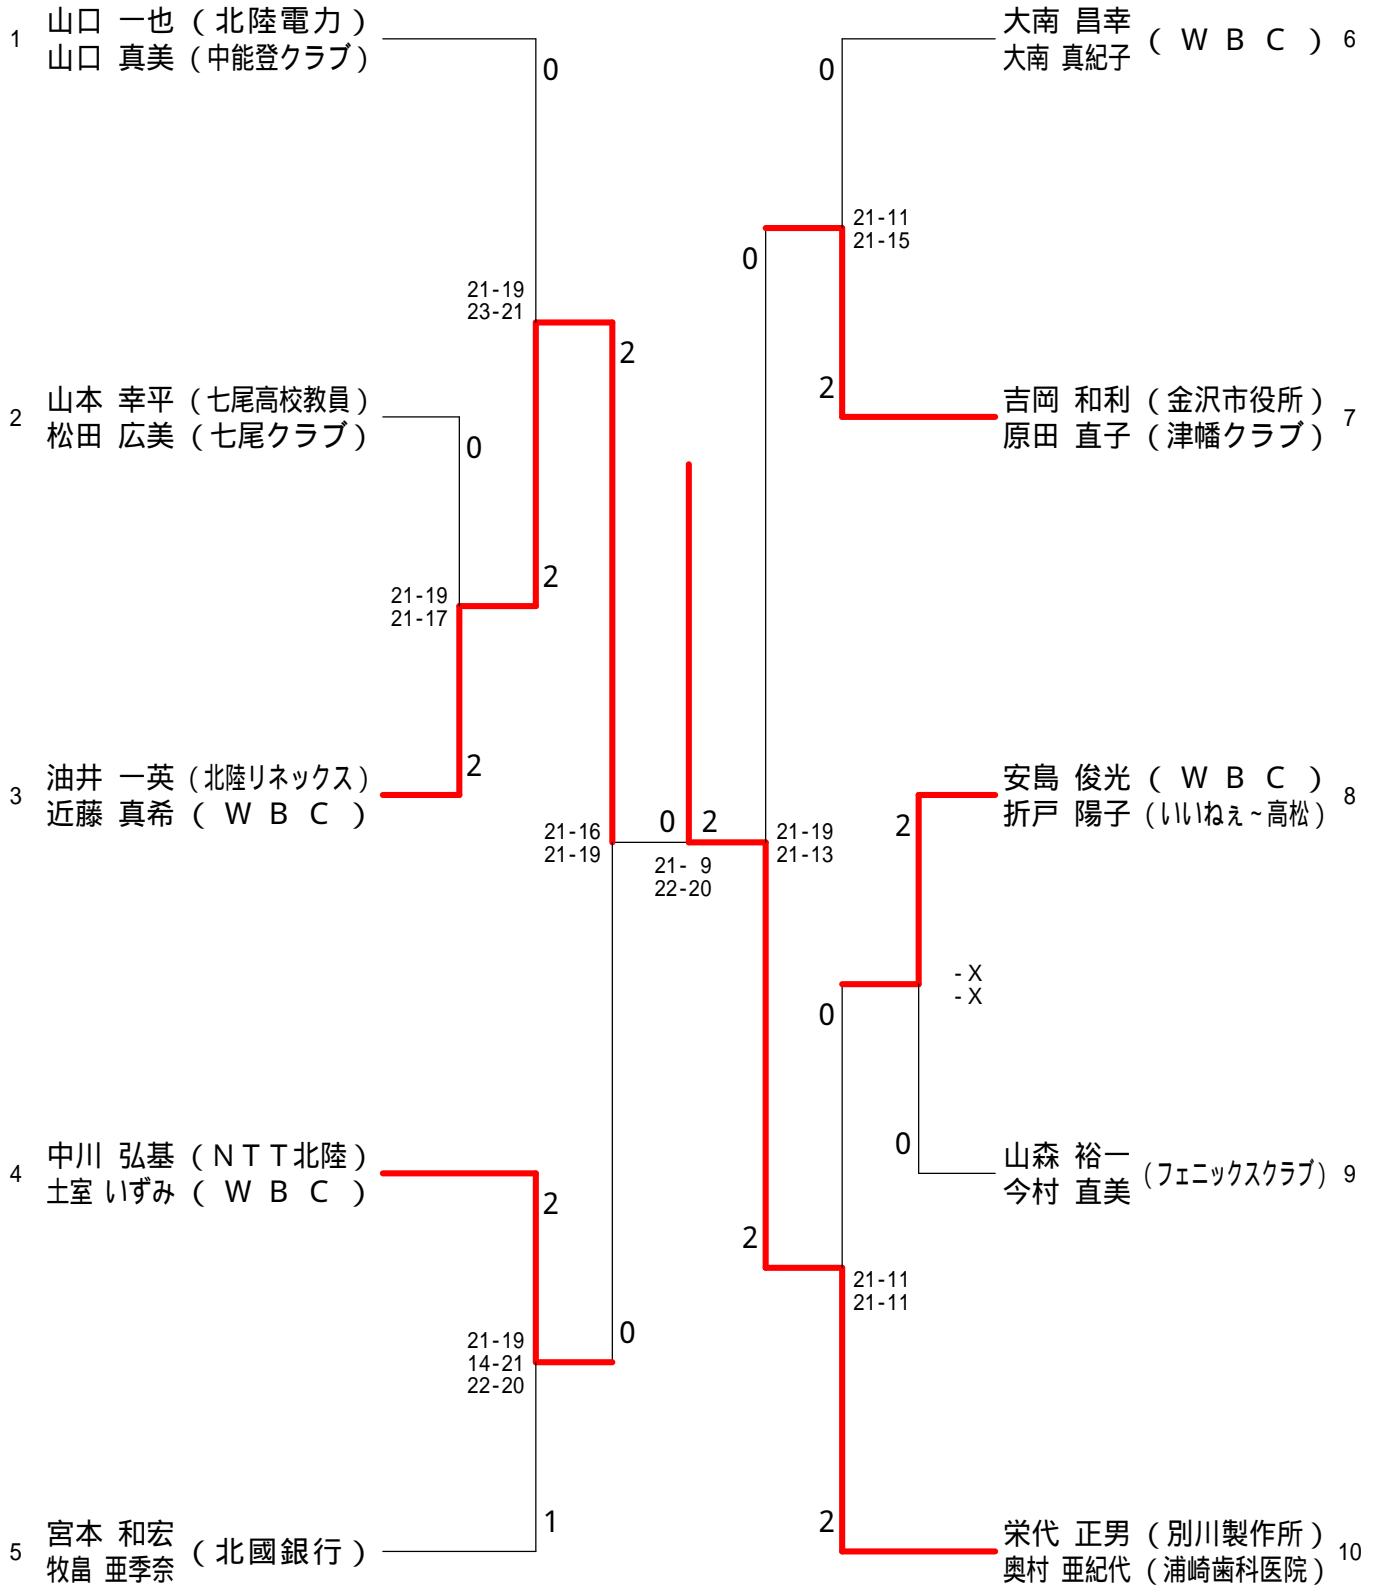 1 山口 一也 (北陸電力)
山口 真美 (中能登クラブ)
0
21-19
23-21
2
2 山本 幸平 (七尾高校教員)
松田 広美 (七尾クラブ)
0
2
21-19
21-17
2
3 油井 一英 (北陸リネックス)
近藤 真希 (WBC)
21-16
21-19
0 2
21- 9
22-20
4 中川 弘基 (NTT北陸)
土室 いずみ (WBC)
2
0
21-19
14-21
22-20
1
5 宮本 和宏
牧畠 亜季奈 (北國銀行)
大南 昌幸
大南 真紀子 (WBC) 6
0
21-11
21-15
0
2
吉岡 和利 (金沢市役所)
原田 直子 (津幡クラブ) 7
21-19
21-13
安島 俊光 (WBC)
折戸 陽子 (いいねぇ~高松) 8
2
- X
- X
0
0
山森 裕一
今村 直美 (フェニックスクラブ) 9
2
21-11
21-11
2
栄代 正男 (別川製作所)
奥村 亜紀代 (浦崎歯科医院) 10